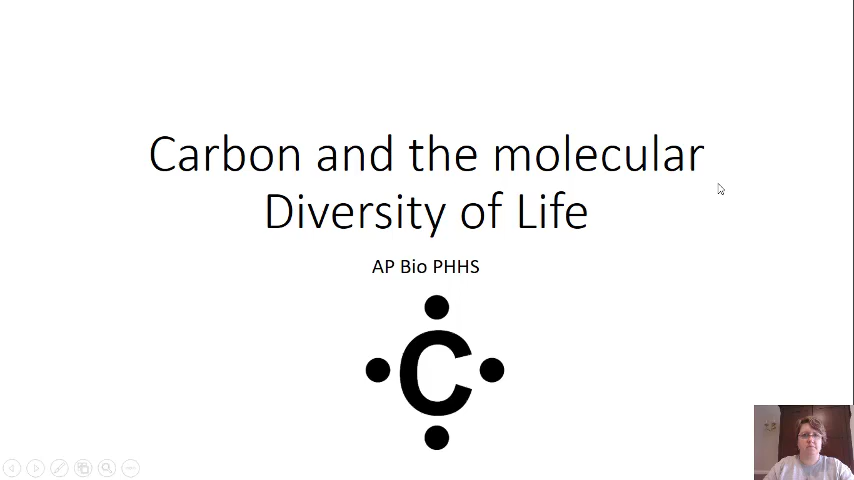 Carbon and the molecular
Diversity of Life
AP Bio PHHS
C